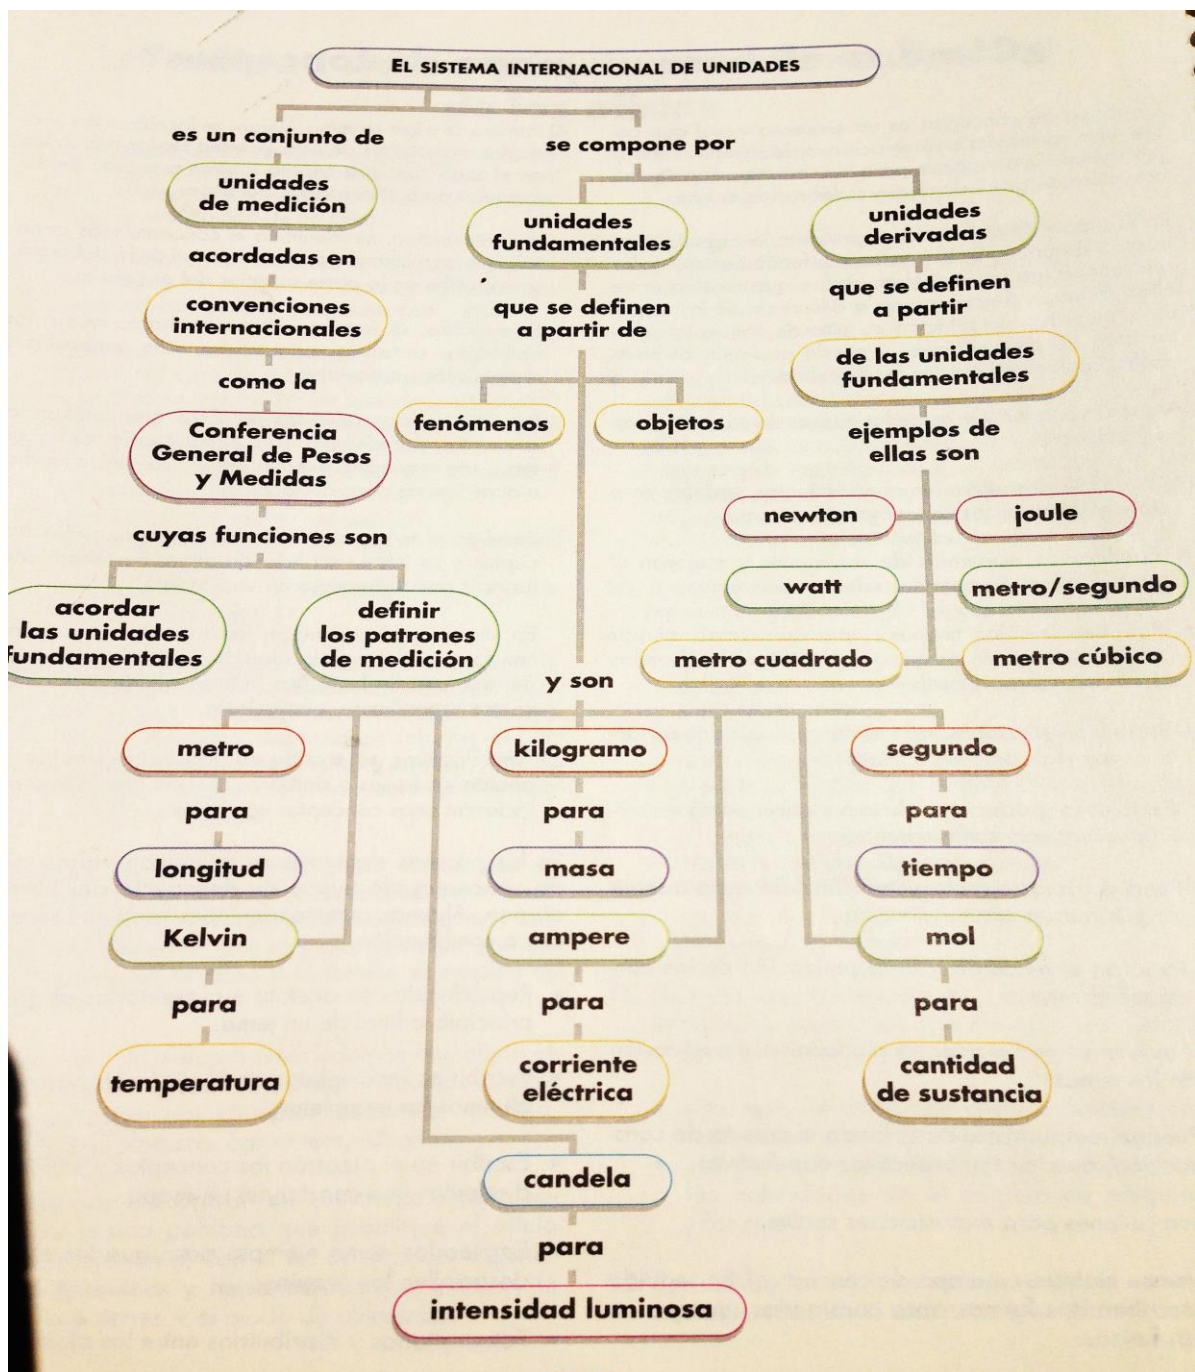 EL SISTEMA INTERNACIONAL DE UNIDADES
es un conjunto de
unidades
de medición
acordadas en
convenciones
internacionales
como la
Conferencia
General de Pesos
y Medidas
cuyas funciones son
acordar
las unidades
fundamentales
definir
los patrones
de medición
se compone por
unidades
fundamentales
que se definen
a partir de
fenómenos
objetos
unidades
derivadas
que se definen
a partir
de las unidades
fundamentales
ejemplos de
ellas son
newton
joule
watt
metro/segundo
metro cuadrado
metro cúbico
y son
metro
para
longitud
kilogramo
para
masa
segundo
para
tiempo
Kelvin
para
temperatura
ampere
para
corriente
eléctrica
mol
para
cantidad
de sustancia
candela
para
intensidad luminosa